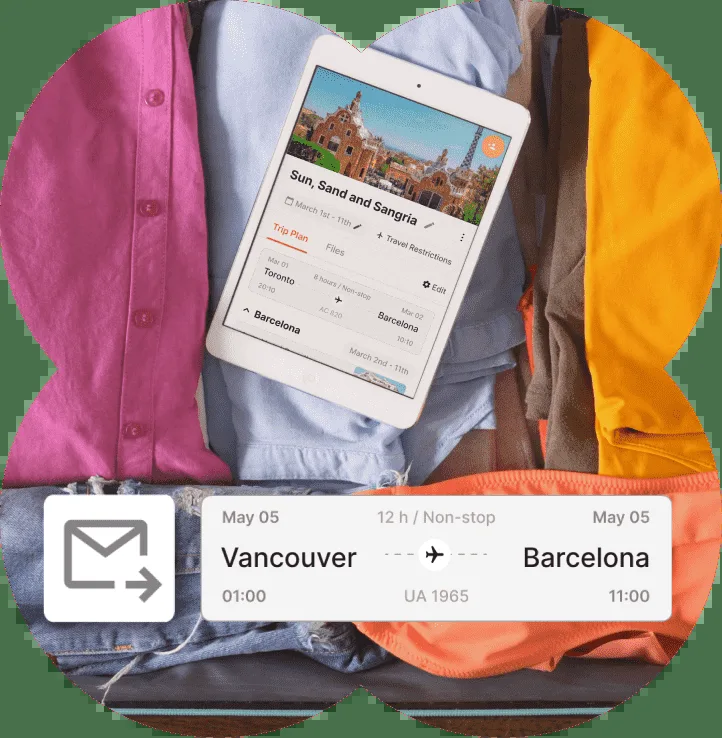 Sun, Sand and Sangria
March 1st - 11th
Travel Restrictions
Trip Plan
Files
Edit
Mar 01
8 hours / Non-stop
Mar 02
Toronto
Barcelona
20:10
AC 820
10:10
Barcelona
March 2nd - 11th
May 05
12 h / Non-stop
May 05
Vancouver
Barcelona
01:00
UA 1965
11:00